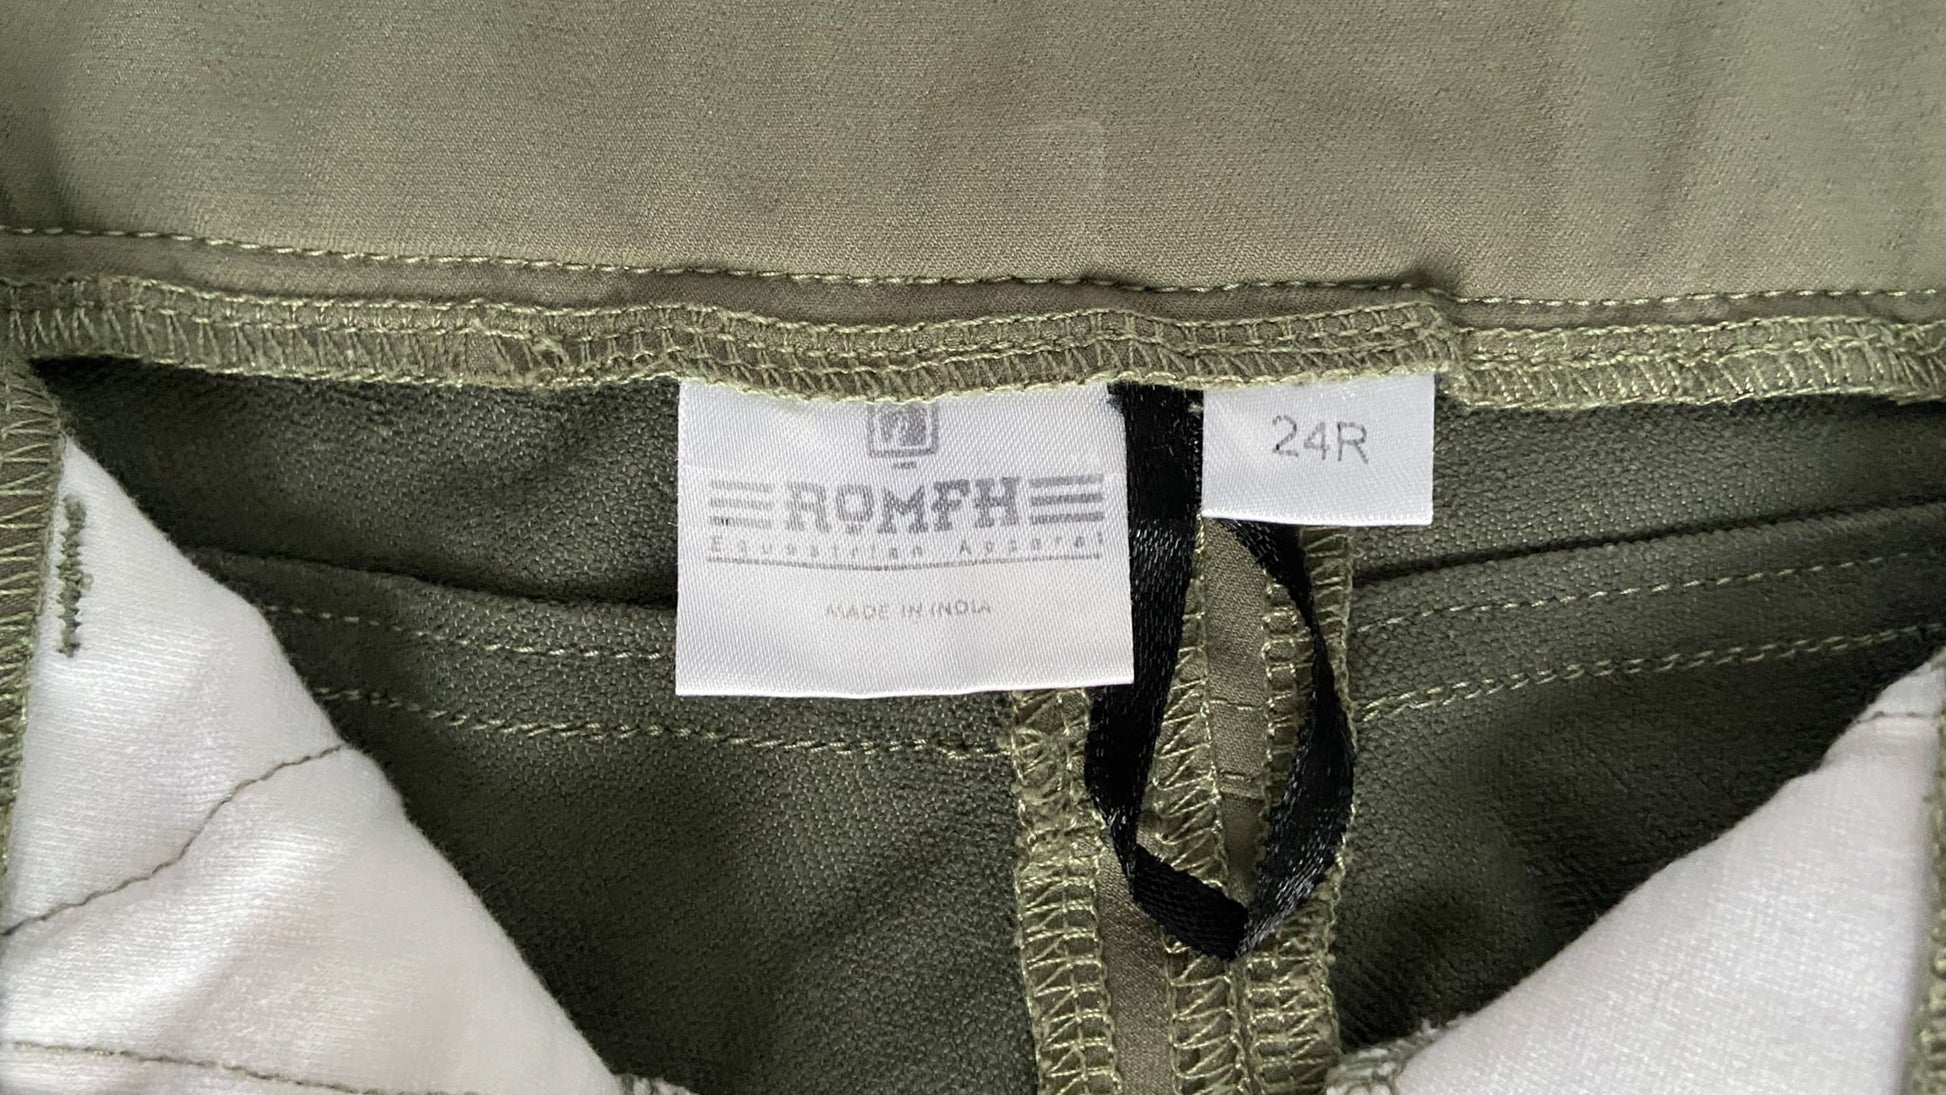 ROMFH
Equestrian Apparel
MADE IN INDIA
24R